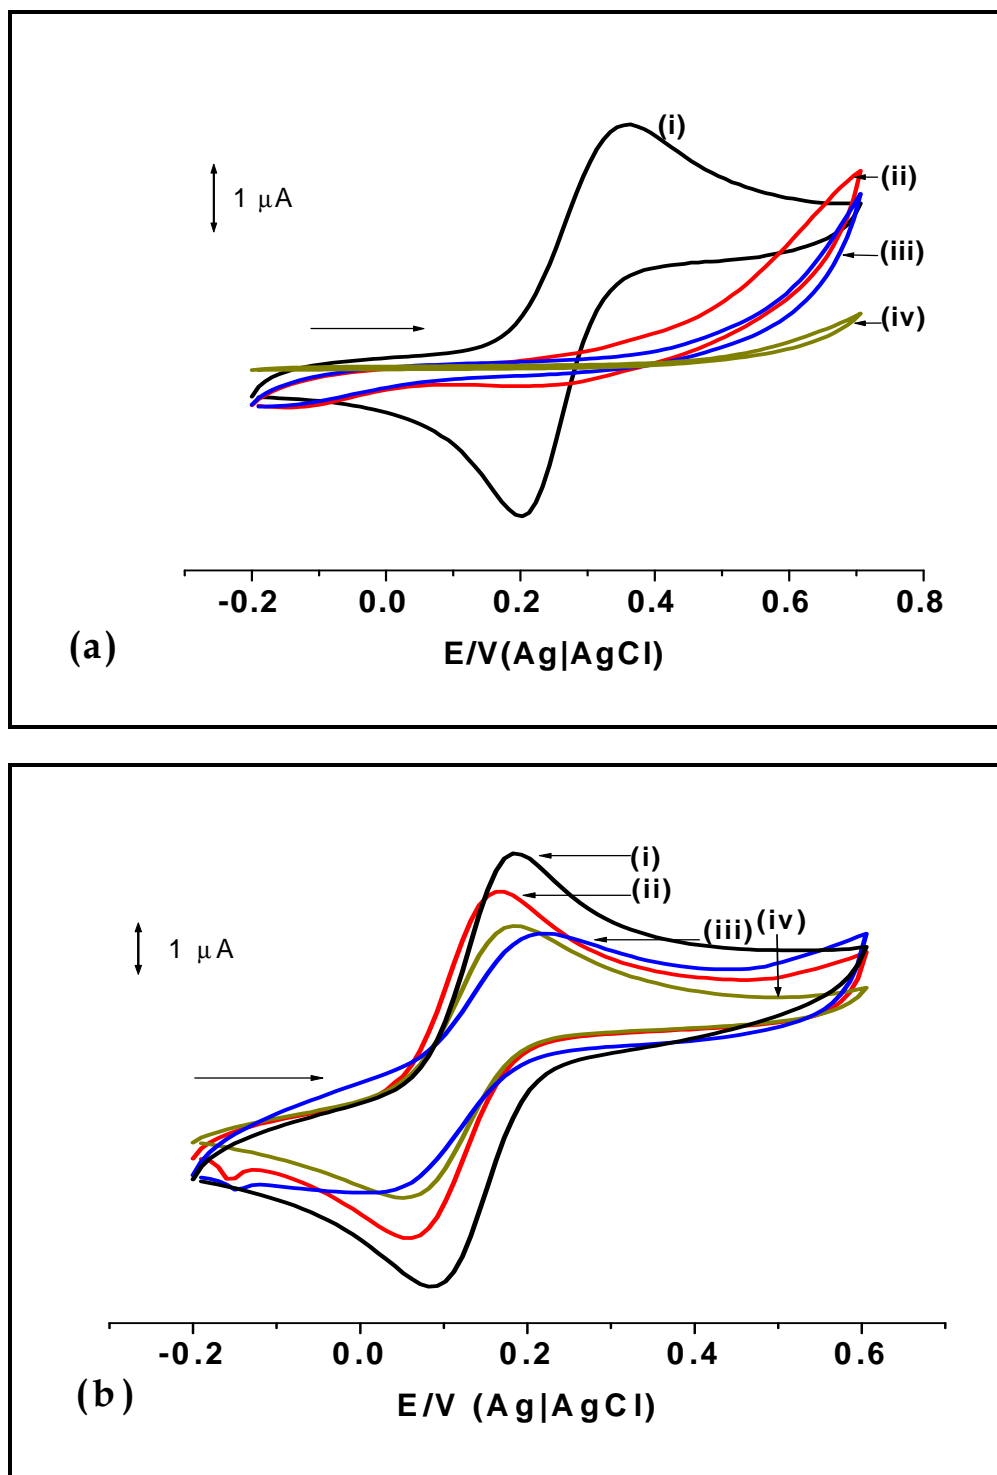 (i)
(ii)
1 μA
(iii)
(iv)
-0.2 0.0 0.2 0.4 0.6 0.8
(a)
E/V(Ag|AgCl)
(i)
(ii)
(iii) (iv)
1 μA
-0.2 0.0 0.2 0.4 0.6
(b)
E/V (Ag|AgCl)